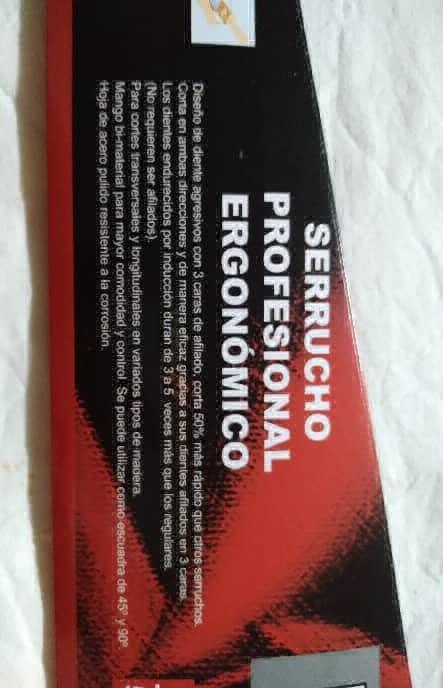 SERRUCHO
PROFESIONAL
ERGONÓMICO
Diseño de diente agresivos con 3 caras de afilado, corta 50% más rápido que otros serruchos.
Corta en ambas direcciones y de manera eficaz gracias a sus dientes afilados en 3 caras.
Los dientes endurecidos por inducción duran de 3 a 5 veces más que los regulares.
(No requieren ser afilados).
Para cortes transversales y longitudinales en variados tipos de madera.
Mango bi-material para mayor comodidad y control. Se puede utilizar como escuadra de 45º y 90º.
Hoja de acero pulido resistente a la corrosión.